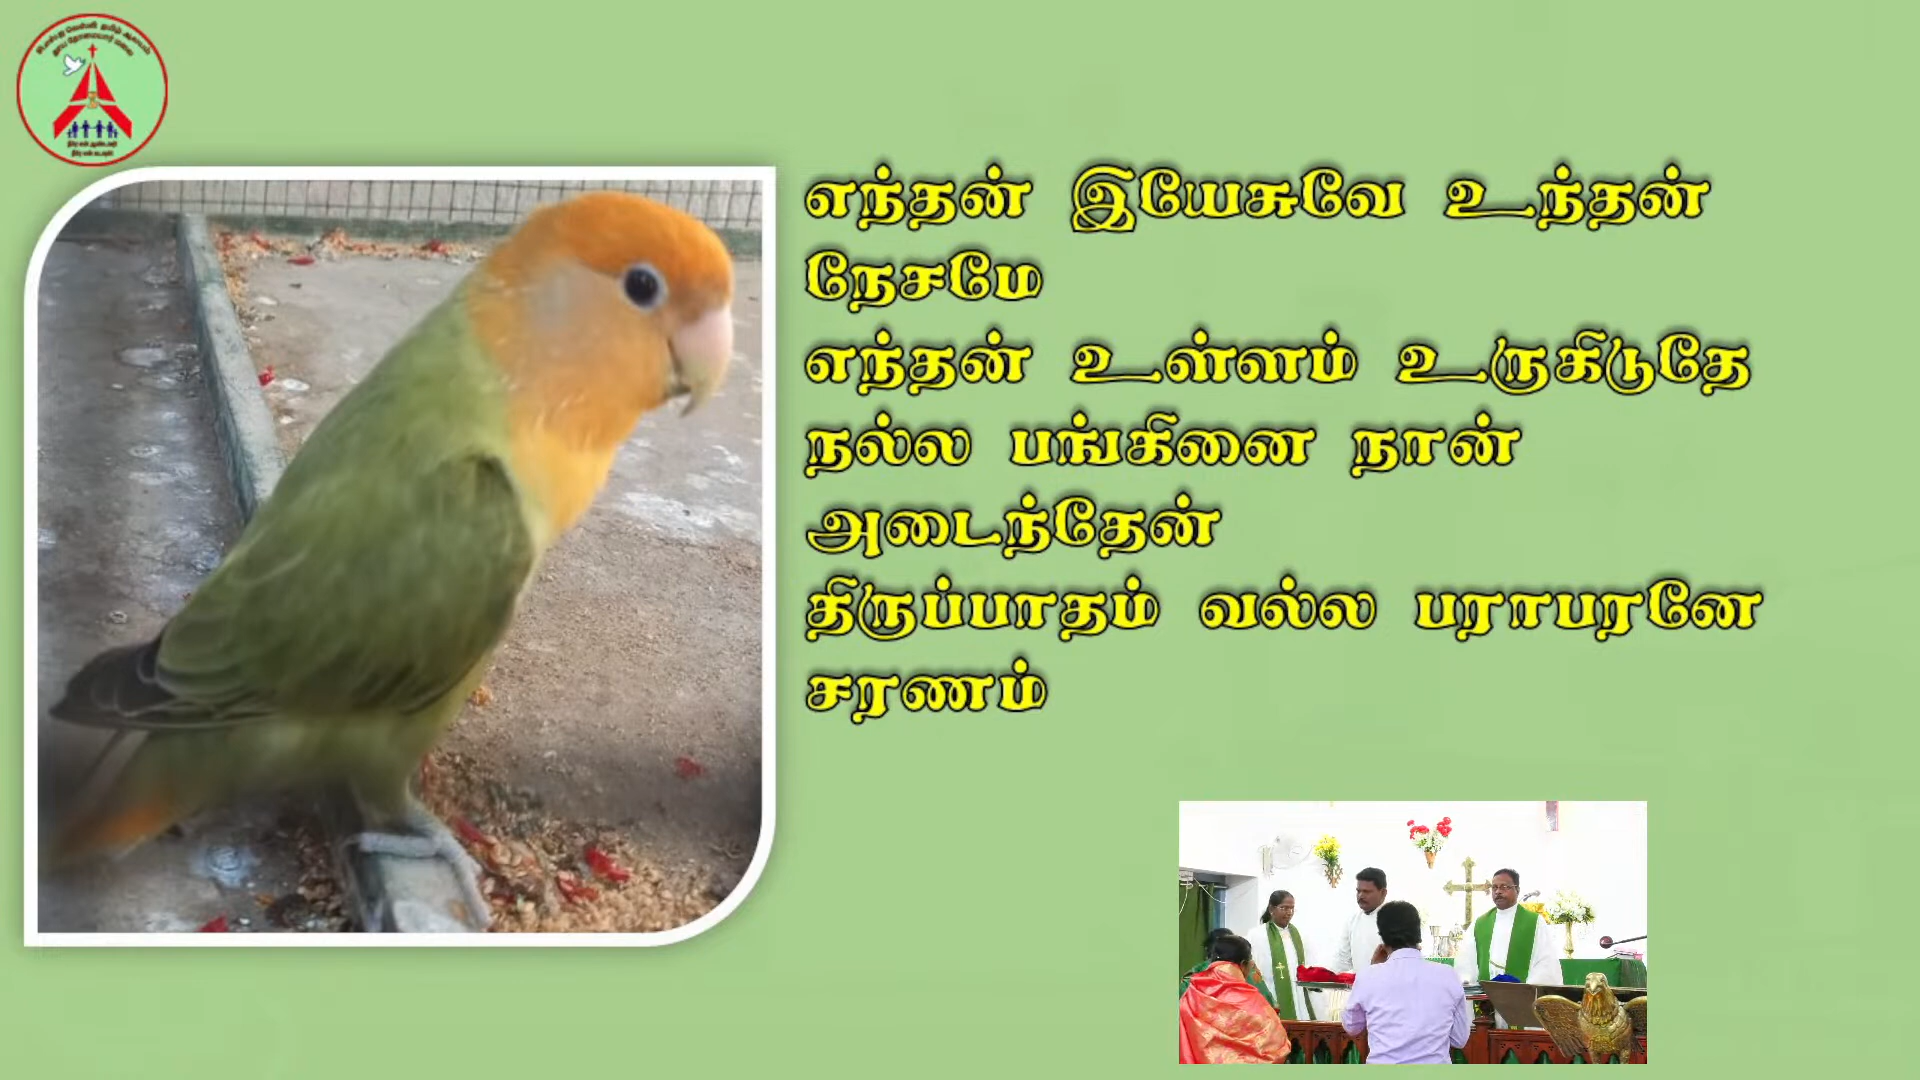 எந்தன் இயேசுவே உந்தன்
நேசமே
எந்தன் உள்ளம் உருகிடுதே
நல்ல பங்கினை நான்
அடைந்தேன்
திருப்பாதம் வல்ல பராபரனே
சரணம்